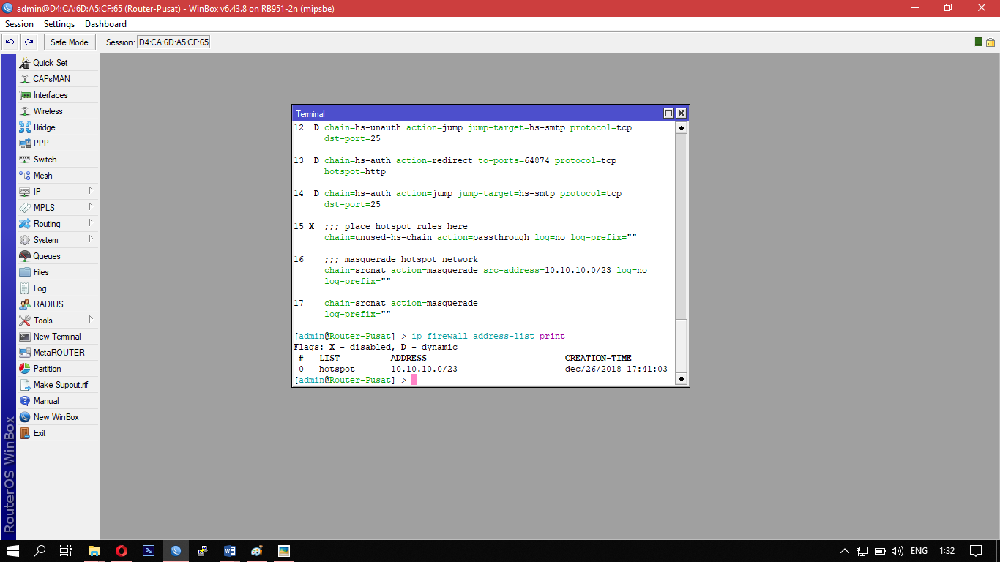 admin@D4:CA:6D:A5:CF:65 (Router-Pusat) - WinBox v6.43.8 on RB951-2n (mipsbe)
Session Settings Dashboard
Safe Mode Session: D4:CA:6D:A5:CF:65
Quick Set
CAPsMAN
Interfaces
Wireless
Bridge
PPP
Switch
Mesh
IP
MPLS
Routing
System
Queues
Files
Log
RADIUS
Tools
New Terminal
MetaROUTER
Partition
Make Supout.rif
Manual
New WinBox
Exit
RouterOS WinBox
Terminal
12 D chain=hs-unauth action=jump jump-target=hs-smtp protocol=tcp
dst-port=25
13 D chain=hs-auth action=redirect to-ports=64874 protocol=tcp
hotspot=http
14 D chain=hs-auth action=jump jump-target=hs-smtp protocol=tcp
dst-port=25
15 X ;;; place hotspot rules here
chain=unused-hs-chain action=passthrough log=no log-prefix=""
16 ;;; masquerade hotspot network
chain=srcnat action=masquerade src-address=10.10.10.0/23 log=no
log-prefix=""
17 chain=srcnat action=masquerade
log-prefix=""
[admin@Router-Pusat] > ip firewall address-list print
Flags: X - disabled, D - dynamic
# LIST ADDRESS CREATION-TIME
0 hotspot 10.10.10.0/23 dec/26/2018 17:41:03
[admin@Router-Pusat] >
Ps
ENG 1:32